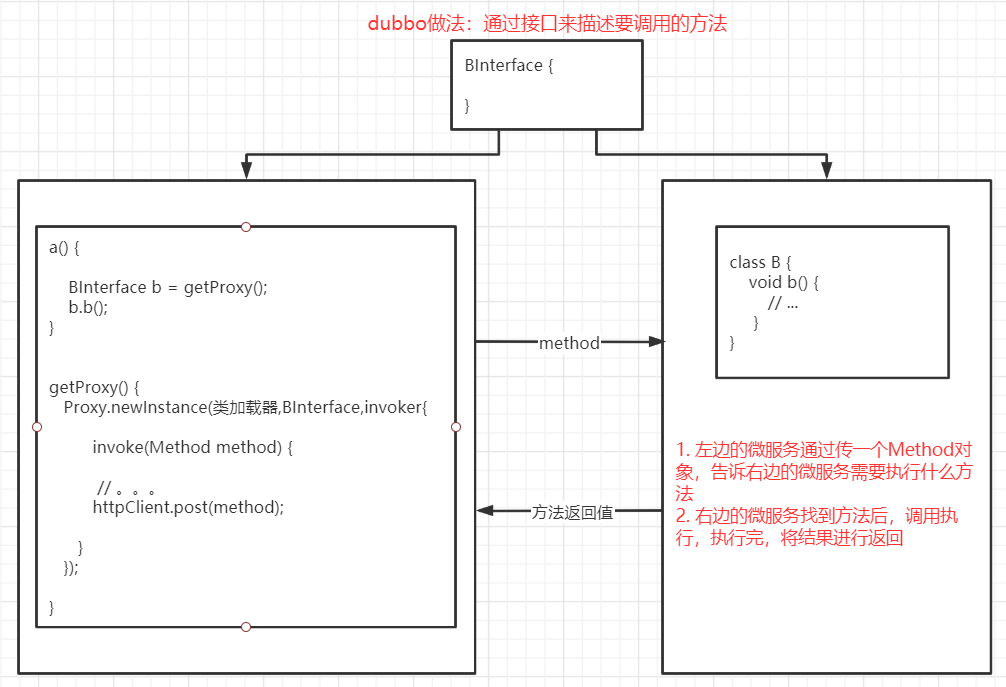 dubbo做法：通过接口来描述要调用的方法
BInterface {
}
a() {
BInterface b = getProxy();
b.b();
}
getProxy() {
Proxy.newInstance(类加载器,BInterface,invoker{
invoke(Method method) {
// 。。。
httpClient.post(method);
}
});
}
method
方法返回值
class B {
void b() {
// ...
}
}
1. 左边的微服务通过传一个Method对
象，告诉右边的微服务需要执行什么方
法
2. 右边的微服务找到方法后，调用执
行，执行完，将结果进行返回